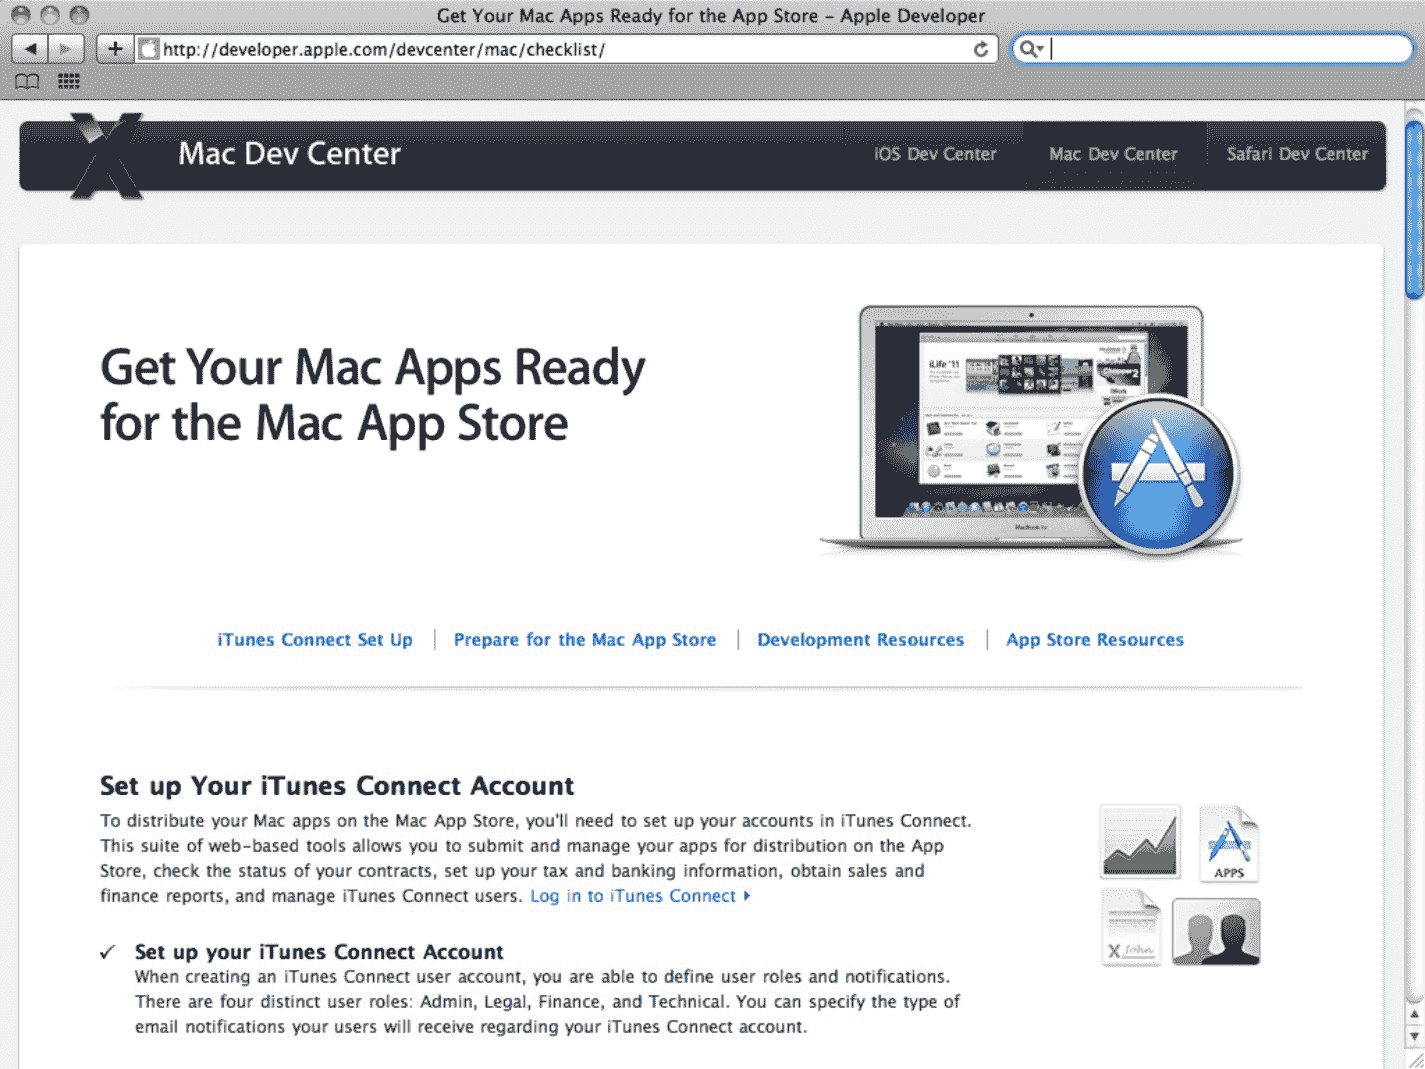 Get Your Mac Apps Ready for the App Store – Apple Developer
http://developer.apple.com/devcenter/mac/checklist/
Mac Dev Center
iOS Dev Center
Mac Dev Center
Safari Dev Center
Get Your Mac Apps Ready
for the Mac App Store
iLife '11
MacBook Air
iTunes Connect Set Up
Prepare for the Mac App Store
Development Resources
App Store Resources
Set up Your iTunes Connect Account
To distribute your Mac apps on the Mac App Store, you'll need to set up your accounts in iTunes Connect.
This suite of web-based tools allows you to submit and manage your apps for distribution on the App
Store, check the status of your contracts, set up your tax and banking information, obtain sales and
finance reports, and manage iTunes Connect users. Log in to iTunes Connect
APPS
X John
✓ Set up your iTunes Connect Account
When creating an iTunes Connect user account, you are able to define user roles and notifications.
There are four distinct user roles: Admin, Legal, Finance, and Technical. You can specify the type of
email notifications your users will receive regarding your iTunes Connect account.